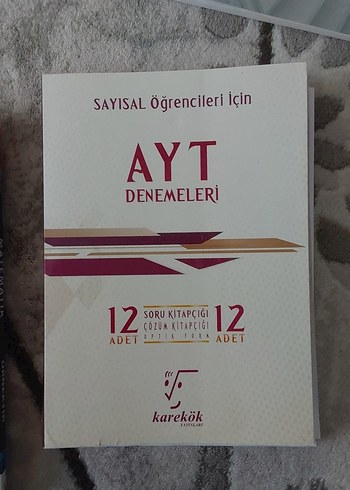 SAYISAL Öğrencileri İçin
AYT
DENEMELERİ
12 ADET
SORU KİTAPÇIĞI
ÇÖZÜM KİTAPÇIĞI
OPTİK FORM
12 ADET
karekök
YAYINLARI